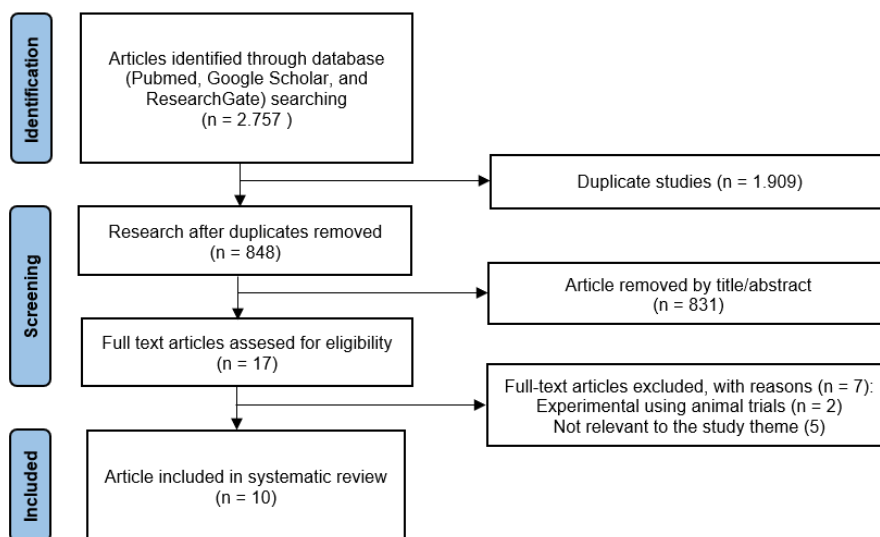 Identification
Articles identified through database
(Pubmed, Google Scholar, and
ResearchGate) searching
(n = 2.757 )
Duplicate studies (n = 1.909)
Screening
Research after duplicates removed
(n = 848)
Article removed by title/abstract
(n = 831)
Full text articles assesed for eligibility
(n = 17)
Full-text articles excluded, with reasons (n = 7):
Experimental using animal trials (n = 2)
Not relevant to the study theme (5)
Included
Article included in systematic review
(n = 10)